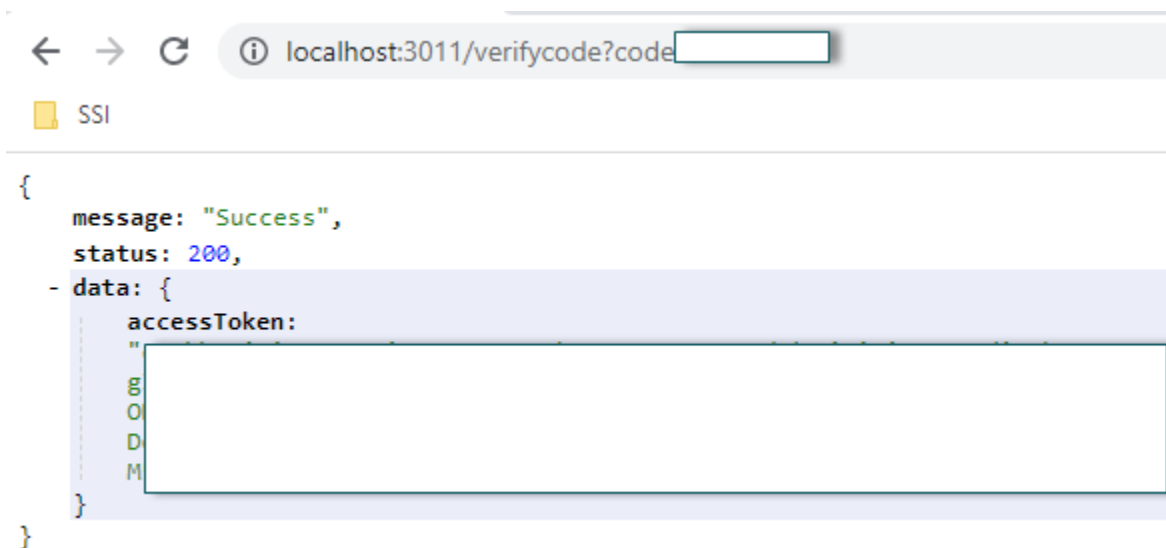 localhost:3011/verifycode?code
SSI
{
message: "Success",
status: 200,
- data: {
accessToken:
"
g
D
M
}
}